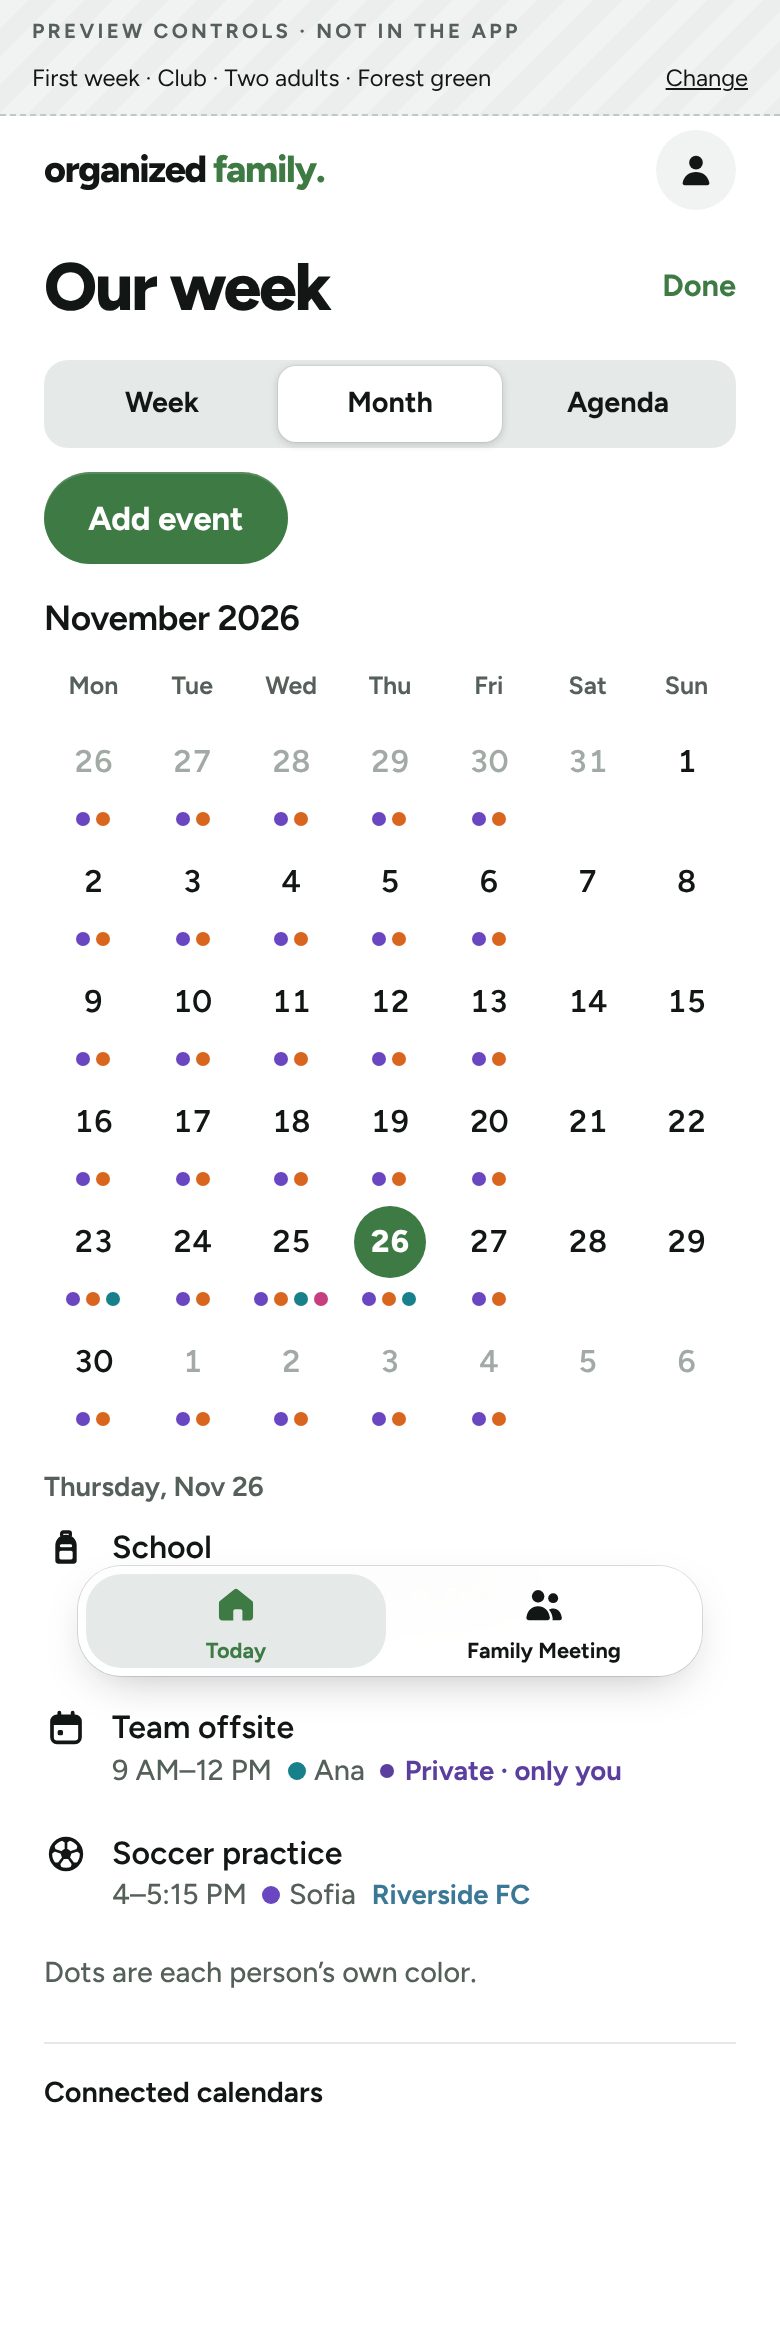 PREVIEW CONTROLS · NOT IN THE APP
First week · Club · Two adults · Forest green Change
organized family.
Our week Done
Week Month Agenda
Add event
November 2026
Mon Tue Wed Thu Fri Sat Sun
26 27 28 29 30 31 1
2 3 4 5 6 7 8
9 10 11 12 13 14 15
16 17 18 19 20 21 22
23 24 25 26 27 28 29
30 1 2 3 4 5 6
Thursday, Nov 26
School
Today Family Meeting
Team offsite
9 AM–12 PM Ana Private · only you
Soccer practice
4–5:15 PM Sofia Riverside FC
Dots are each person’s own color.
Connected calendars